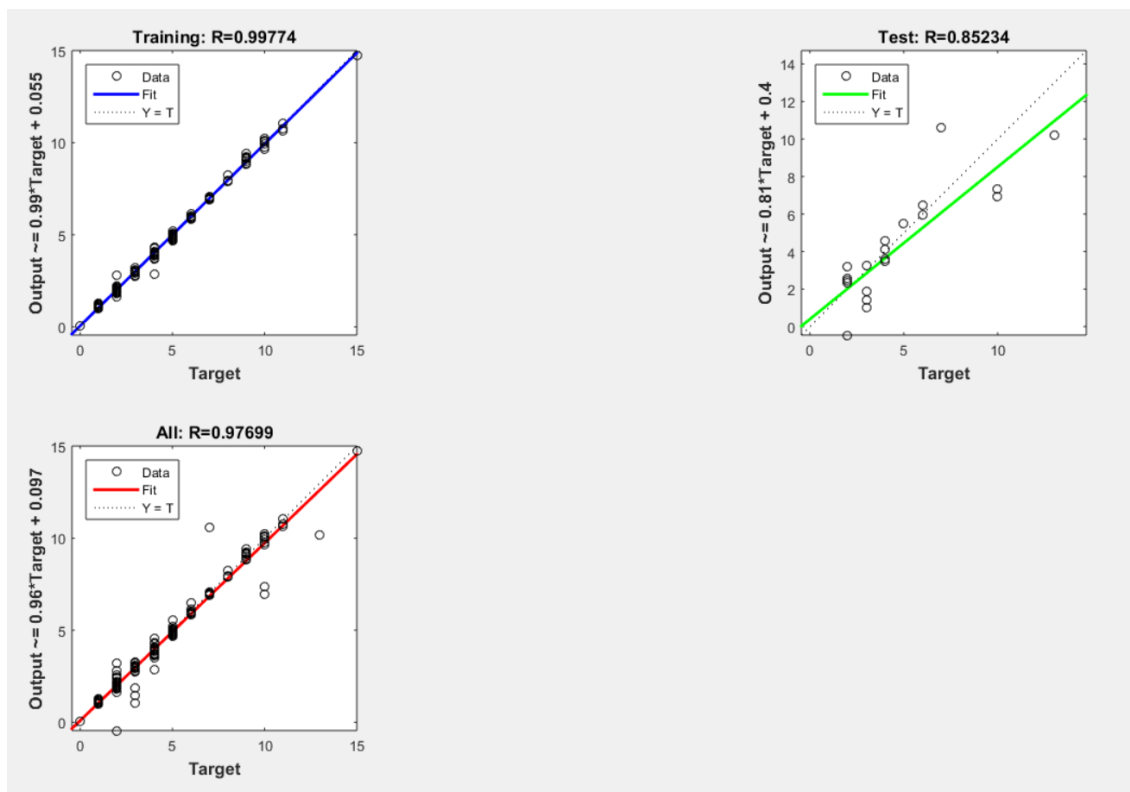 Training: R=0.99774
Output ~= 0.99*Target + 0.055
15
10
5
0
Data
Fit
Y = T
0
5
10
15
Target
Test: R=0.85234
Output ~= 0.81*Target + 0.4
14
12
10
8
6
4
2
0
Data
Fit
Y = T
0
5
10
Target
All: R=0.97699
Output ~= 0.96*Target + 0.097
15
10
5
0
Data
Fit
Y = T
0
5
10
15
Target